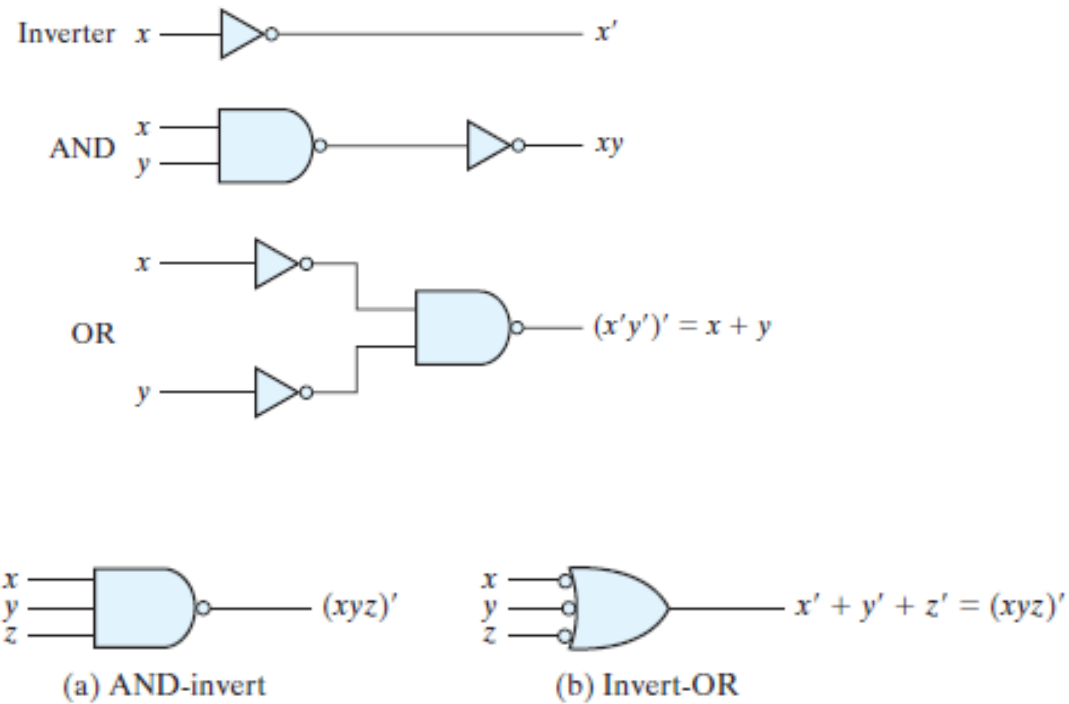 Inverter x x′
x
AND xy
y
x
OR (x′y′)′ = x + y
y
x x
y (xyz)′ y x′ + y′ + z′ = (xyz)′
z z
(a) AND-invert (b) Invert-OR